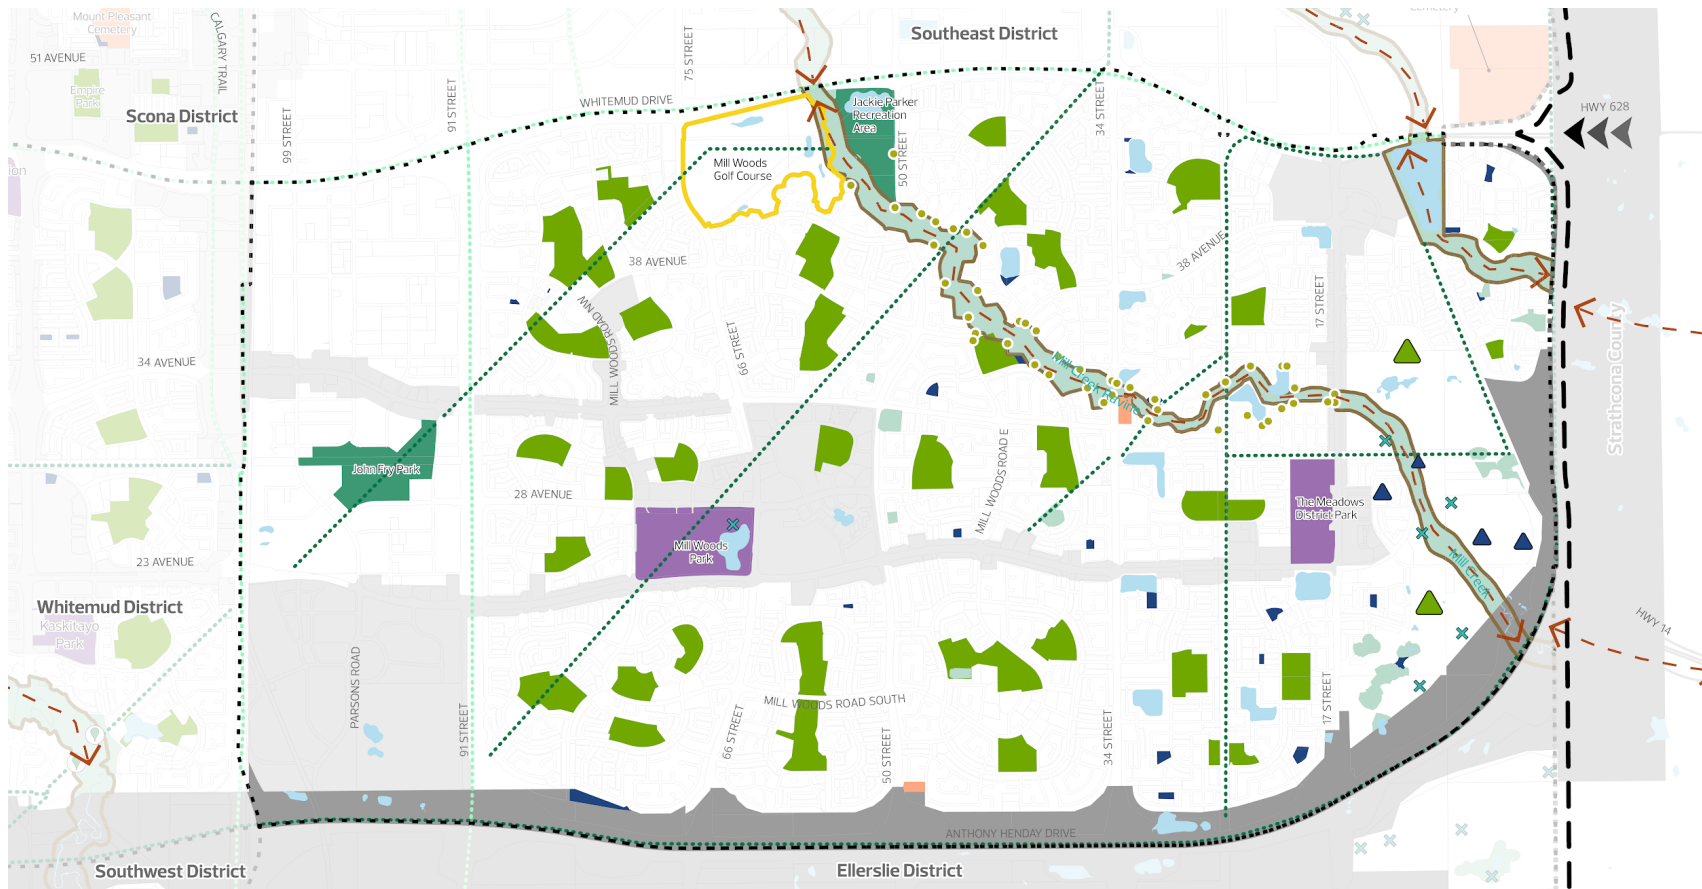 Mount Pleasant
Cemetery
Cemetery
CALGARY TRAIL
51 AVENUE
75 STREET
Southeast District
Empire
Park
Scona District
91 STREET
99 STREET
WHITEMUD DRIVE
Jackie Parker
Recreation
Area
34 STREET
HWY 628
50 STREET
Mill Woods
Golf Course
ion
38 AVENUE
38 AVENUE
MILL WOODS ROAD NW
17 STREET
66 STREET
34 AVENUE
Mill Creek Ravine
Strathcona County
John Fry Park
28 AVENUE
MILL WOODS ROAD E
The Meadows
District Park
Mill Woods
Park
23 AVENUE
Mill Creek
Whitemud District
Kaskitayo
Park
HWY 14
PARSONS ROAD
91 STREET
MILL WOODS ROAD SOUTH
66 STREET
50 STREET
34 STREET
17 STREET
ANTHONY HENDAY DRIVE
Southwest District
Ellerslie District